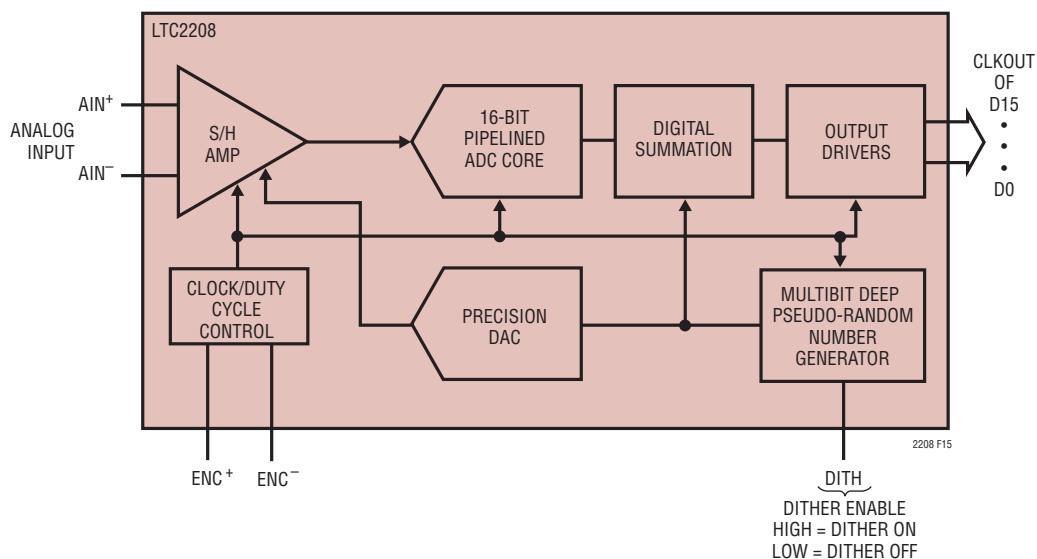 LTC2208
AIN+
ANALOG
INPUT
AIN−
S/H
AMP
16-BIT
PIPELINED
ADC CORE
DIGITAL
SUMMATION
OUTPUT
DRIVERS
CLKOUT
OF
D15
•
•
•
D0
CLOCK/DUTY
CYCLE
CONTROL
PRECISION
DAC
MULTIBIT DEEP
PSEUDO-RANDOM
NUMBER
GENERATOR
2208 F15
ENC+
ENC−
DITH
DITHER ENABLE
HIGH = DITHER ON
LOW = DITHER OFF